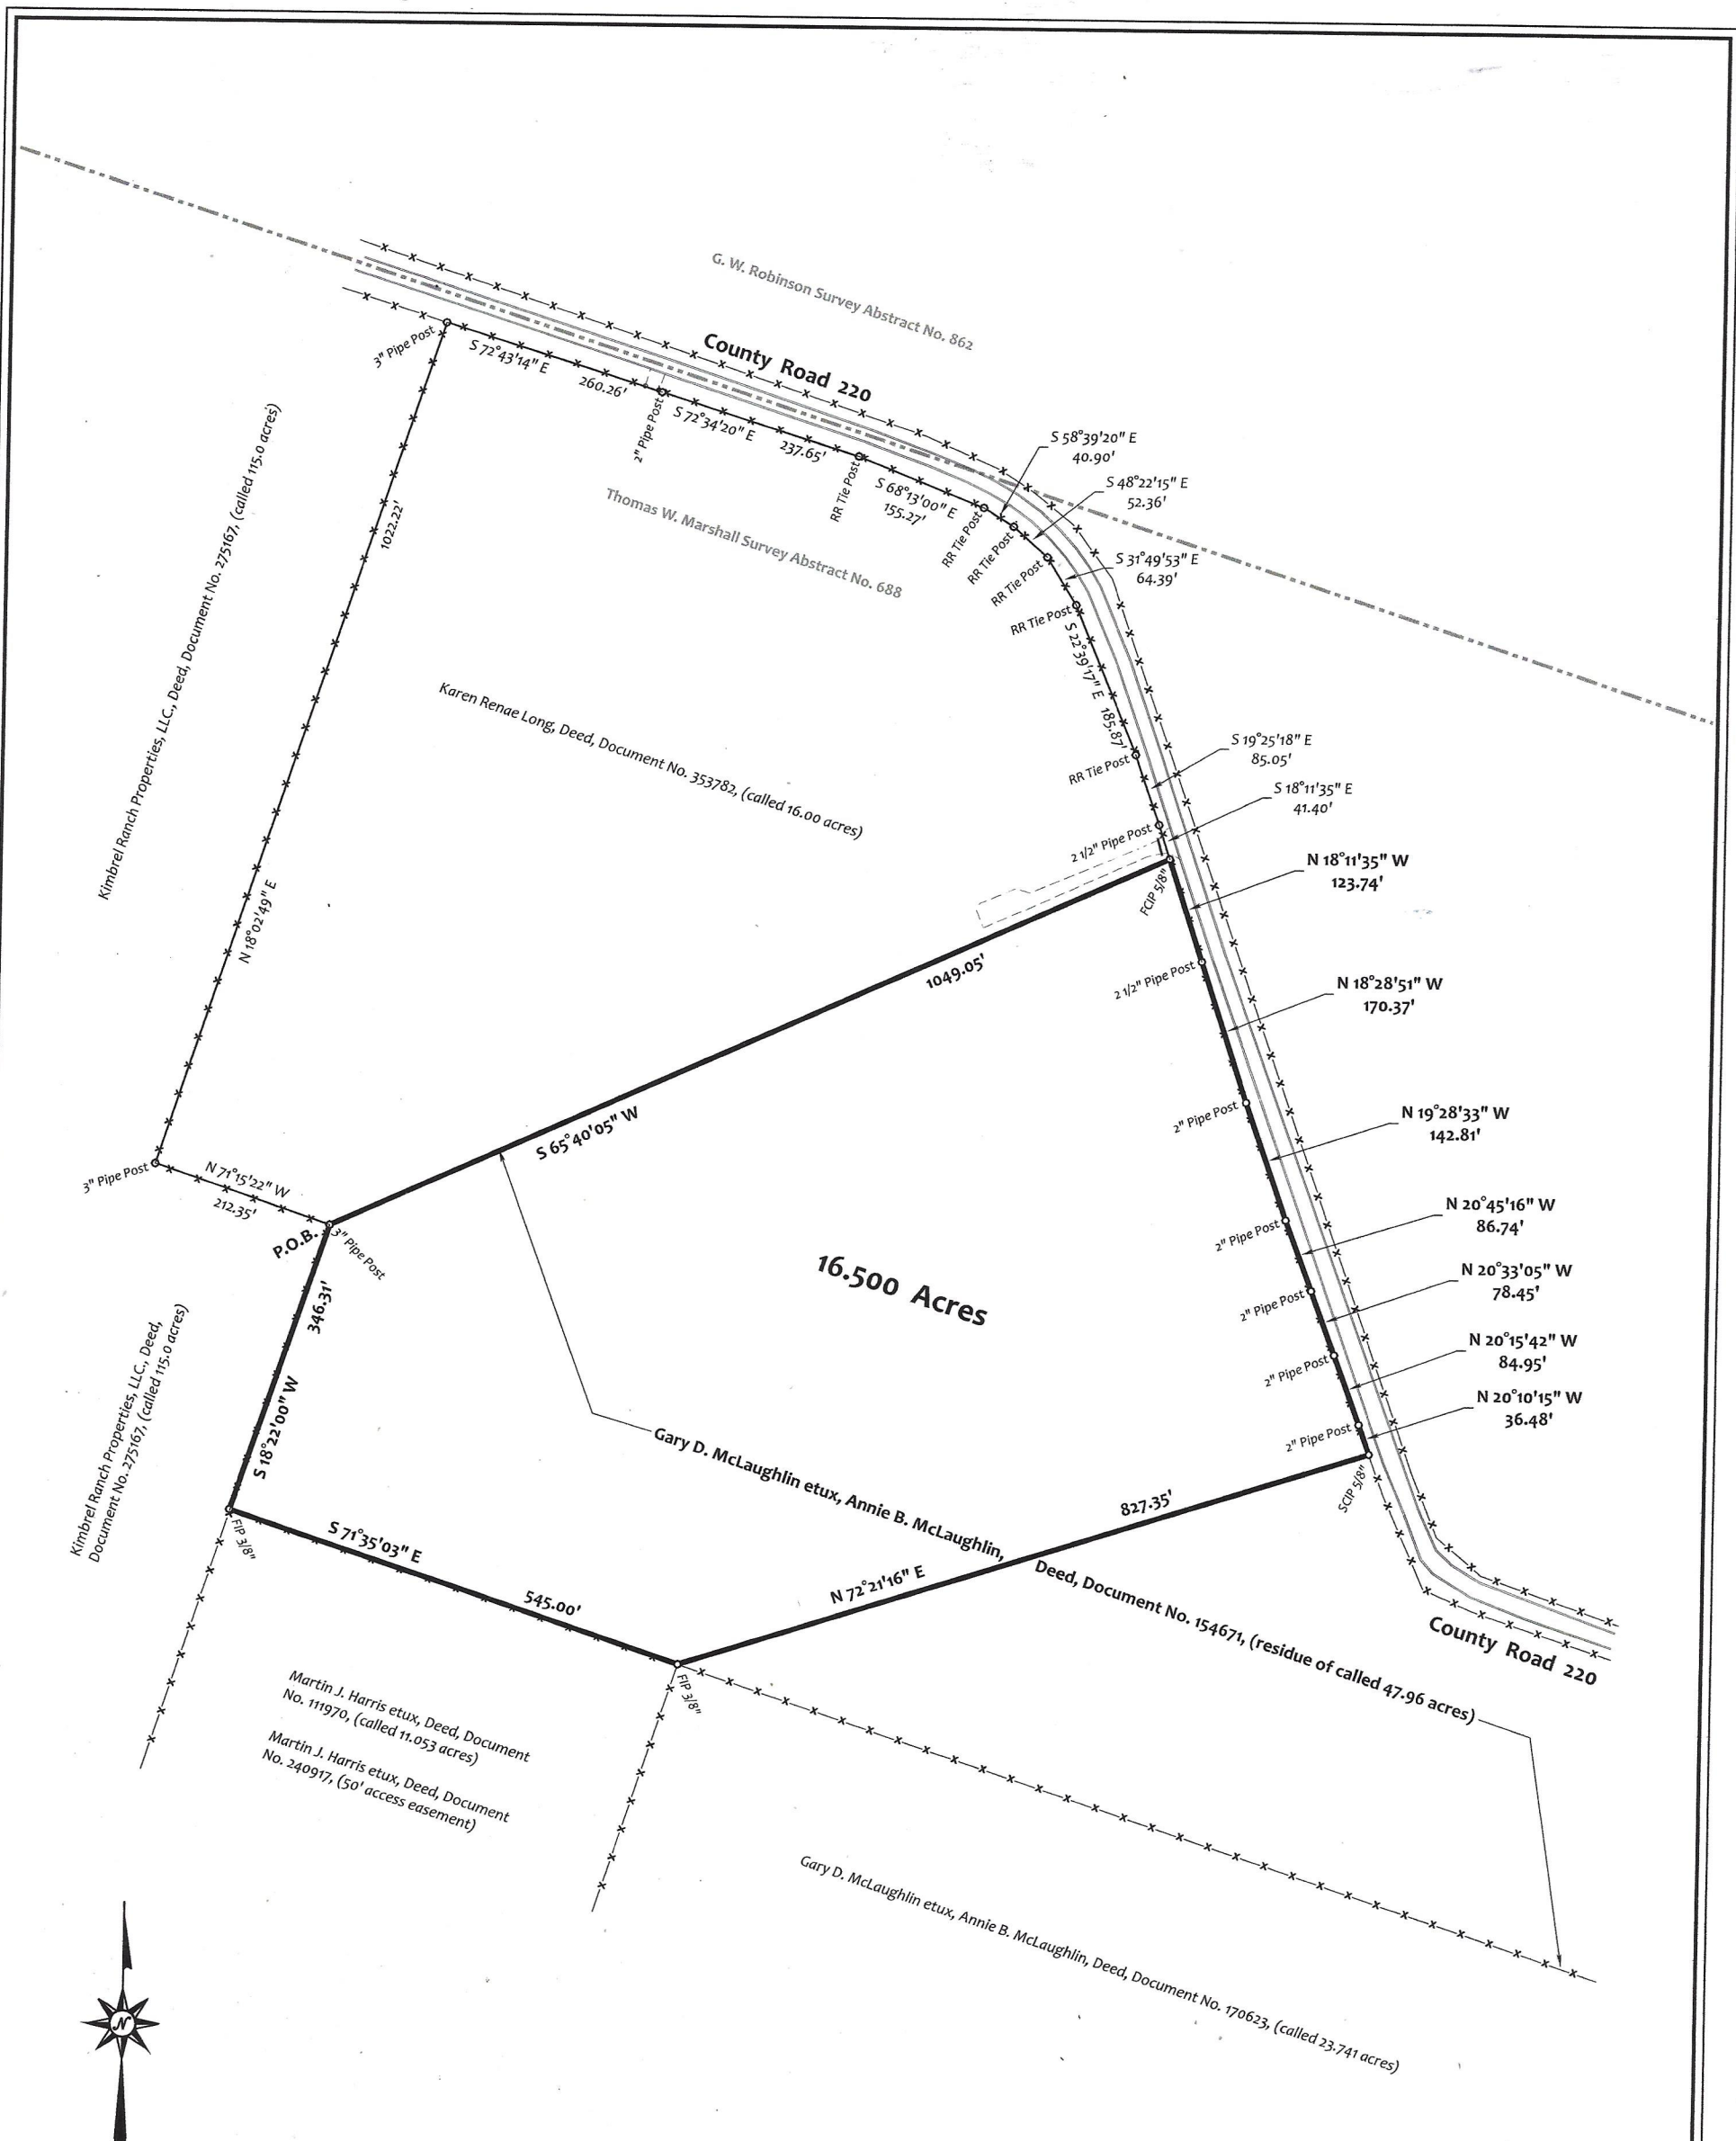 G. W. Robinson Survey Abstract No. 862
County Road 220
3" Pipe Post
S 72°43'14" E
260.26'
2" Pipe Post
S 72°34'20" E
237.65'
RR Tie Post
S 68°13'00" E
155.27'
RR Tie Post
S 58°39'20" E
40.90'
RR Tie Post
S 48°22'15" E
52.36'
RR Tie Post
S 31°49'53" E
64.39'
RR Tie Post
S 22°39'17" E 185.87'
RR Tie Post
S 19°25'18" E
85.05'
2 1/2" Pipe Post
S 18°11'35" E
41.40'
FCIP 5/8"
Thomas W. Marshall Survey Abstract No. 688
Kimbrel Ranch Properties, LLC., Deed, Document No. 275167, (called 115.0 acres)
1022.22'
N 18°02'49" E
Karen Renae Long, Deed, Document No. 353782, (called 16.00 acres)
N 18°11'35" W
123.74'
2 1/2" Pipe Post
N 18°28'51" W
170.37'
2" Pipe Post
N 19°28'33" W
142.81'
2" Pipe Post
N 20°45'16" W
86.74'
2" Pipe Post
N 20°33'05" W
78.45'
2" Pipe Post
N 20°15'42" W
84.95'
2" Pipe Post
N 20°10'15" W
36.48'
SCIP 5/8"
1049.05'
S 65°40'05" W
3" Pipe Post
N 71°15'22" W
212.35'
P.O.B.
3" Pipe Post
346.31'
S 18°22'00" W
16.500 Acres
Kimbrel Ranch Properties, LLC., Deed,
Document No. 275167, (called 115.0 acres)
FIP 3/8"
S 71°35'03" E
545.00'
FIP 3/8"
N 72°21'16" E
827.35'
Gary D. McLaughlin etux, Annie B. McLaughlin, Deed, Document No. 154671, (residue of called 47.96 acres)
County Road 220
Martin J. Harris etux, Deed, Document
No. 111970, (called 11.053 acres)
Martin J. Harris etux, Deed, Document
No. 240917, (50' access easement)
Gary D. McLaughlin etux, Annie B. McLaughlin, Deed, Document No. 170623, (called 23.741 acres)
N